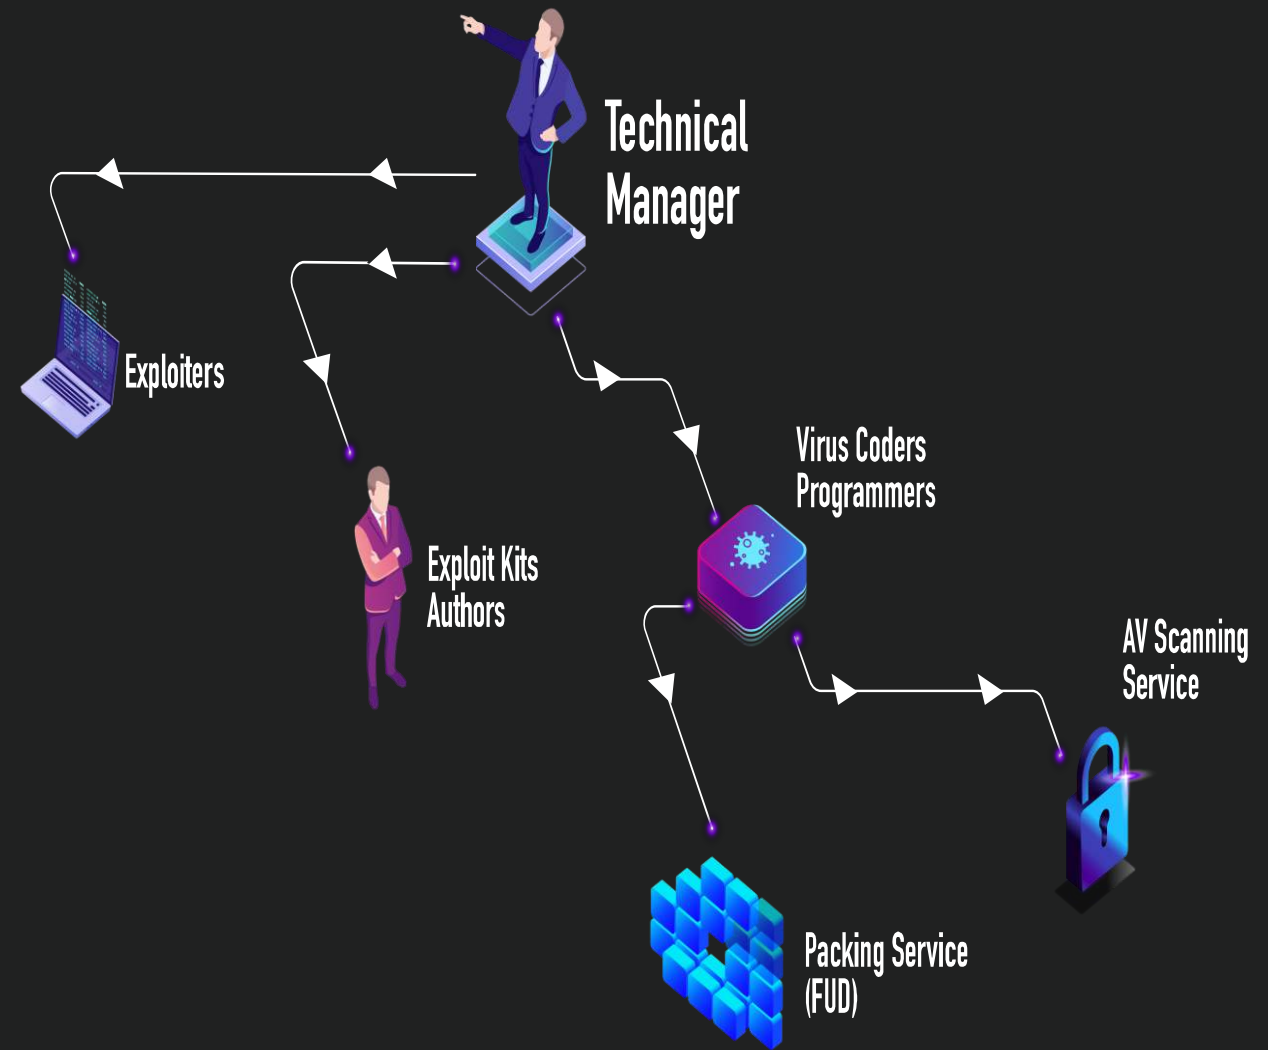 Technical
Manager
Exploiters
Virus Coders
Programmers
Exploit Kits
Authors
AV Scanning
Service
Packing Service
(FUD)